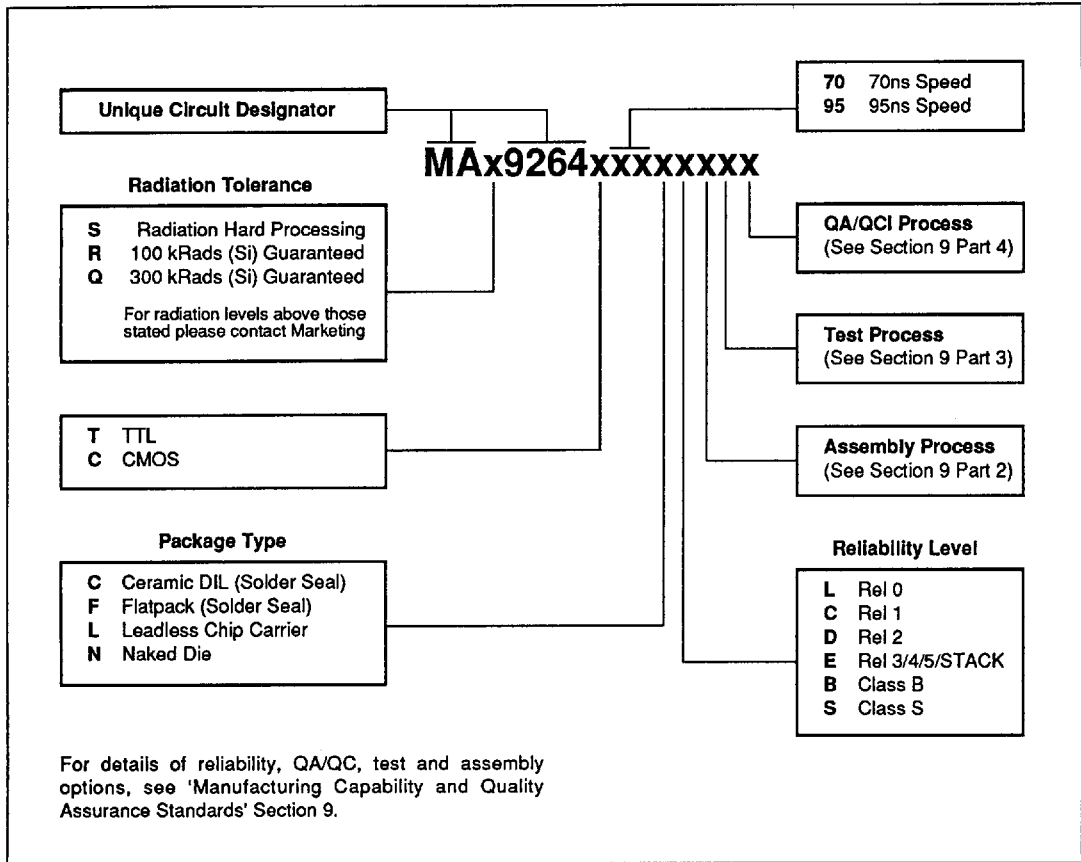 Unique Circuit Designator
70 70ns Speed
95 95ns Speed
MAx9264xxxxxxxx
Radiation Tolerance
S Radiation Hard Processing
R 100 kRads (Si) Guaranteed
Q 300 kRads (Si) Guaranteed
For radiation levels above those
stated please contact Marketing
T TTL
C CMOS
Package Type
C Ceramic DIL (Solder Seal)
F Flatpack (Solder Seal)
L Leadless Chip Carrier
N Naked Die
QA/QCI Process
(See Section 9 Part 4)
Test Process
(See Section 9 Part 3)
Assembly Process
(See Section 9 Part 2)
Reliability Level
L Rel 0
C Rel 1
D Rel 2
E Rel 3/4/5/STACK
B Class B
S Class S
For details of reliability, QA/QC, test and assembly
options, see 'Manufacturing Capability and Quality
Assurance Standards' Section 9.